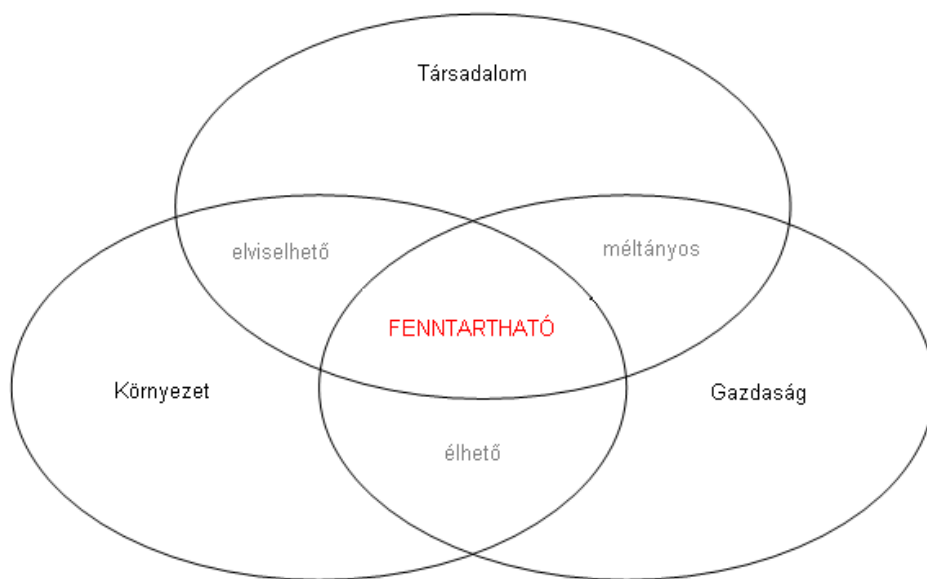 Társadalom
elviselhető
méltányos
FENNTARTHATÓ
Környezet
Gazdaság
élhető